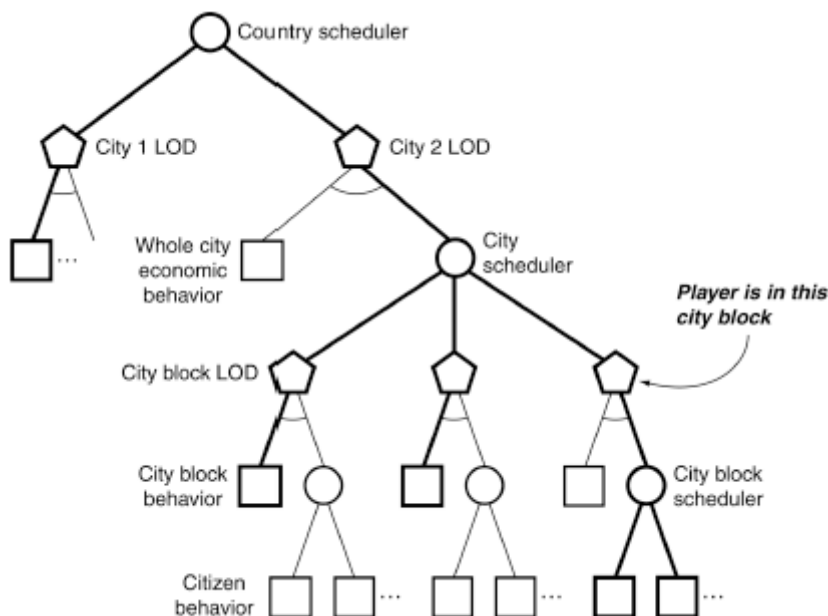 Country scheduler
City 1 LOD
City 2 LOD
...
Whole city
economic
behavior
City
scheduler
Player is in this
city block
City block LOD
City block
behavior
City block
scheduler
Citizen
behavior
...
...
...